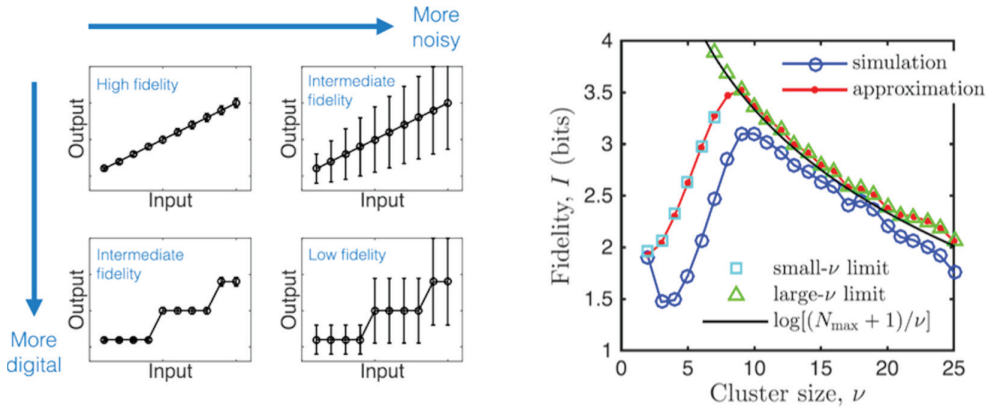 More
noisy
More
digital
High fidelity
Output
Input
Intermediate
fidelity
Output
Input
Intermediate
fidelity
Output
Input
Low fidelity
Output
Input
Fidelity, I (bits)
4
3.5
3
2.5
2
1.5
1
0 5 10 15 20 25
Cluster size, ν
simulation
approximation
small-ν limit
large-ν limit
log[(Nmax + 1)/ν]